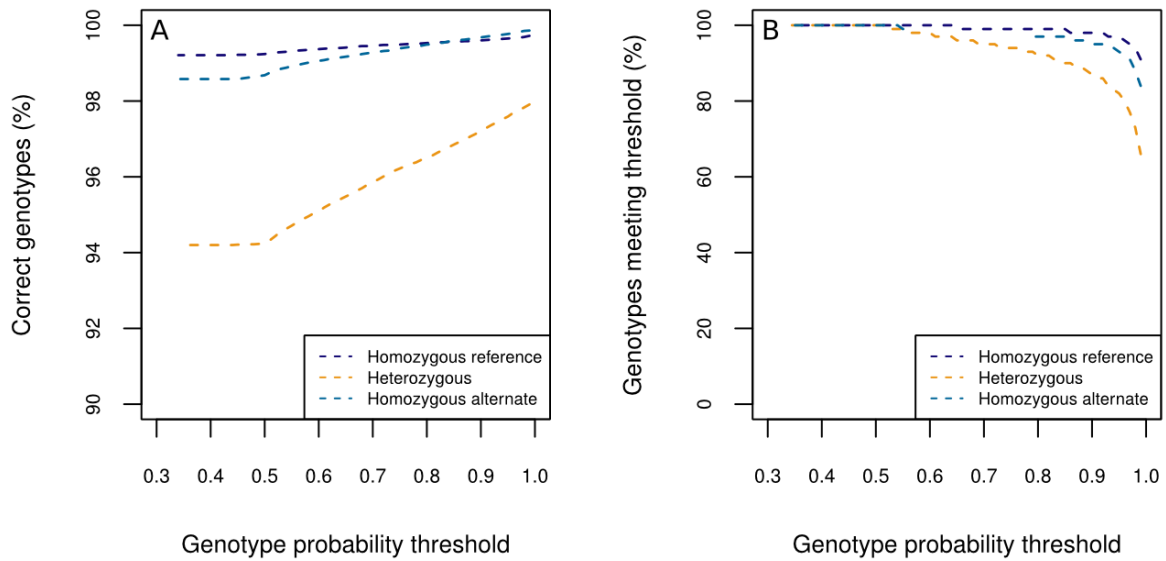 A
Correct genotypes (%)
100
98
96
94
92
90
Homozygous reference
Heterozygous
Homozygous alternate
0.3 0.4 0.5 0.6 0.7 0.8 0.9 1.0
Genotype probability threshold
B
Genotypes meeting threshold (%)
100
80
60
40
20
0
Homozygous reference
Heterozygous
Homozygous alternate
0.3 0.4 0.5 0.6 0.7 0.8 0.9 1.0
Genotype probability threshold